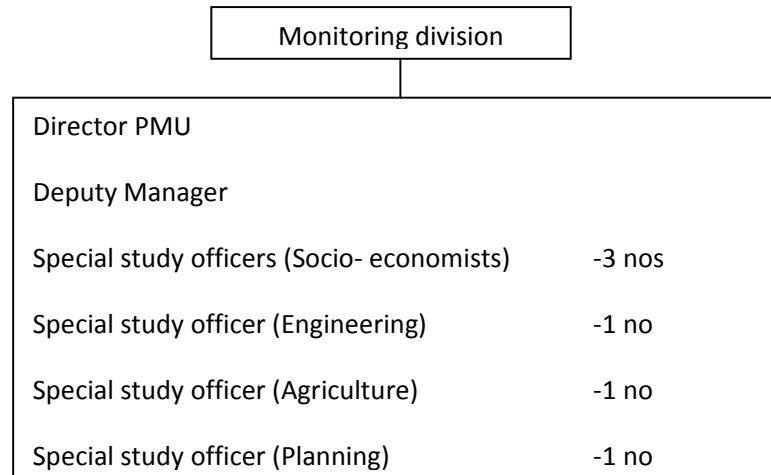 Monitoring division
Director PMU
Deputy Manager
Special study officers (Socio- economists) -3 nos
Special study officer (Engineering) -1 no
Special study officer (Agriculture) -1 no
Special study officer (Planning) -1 no